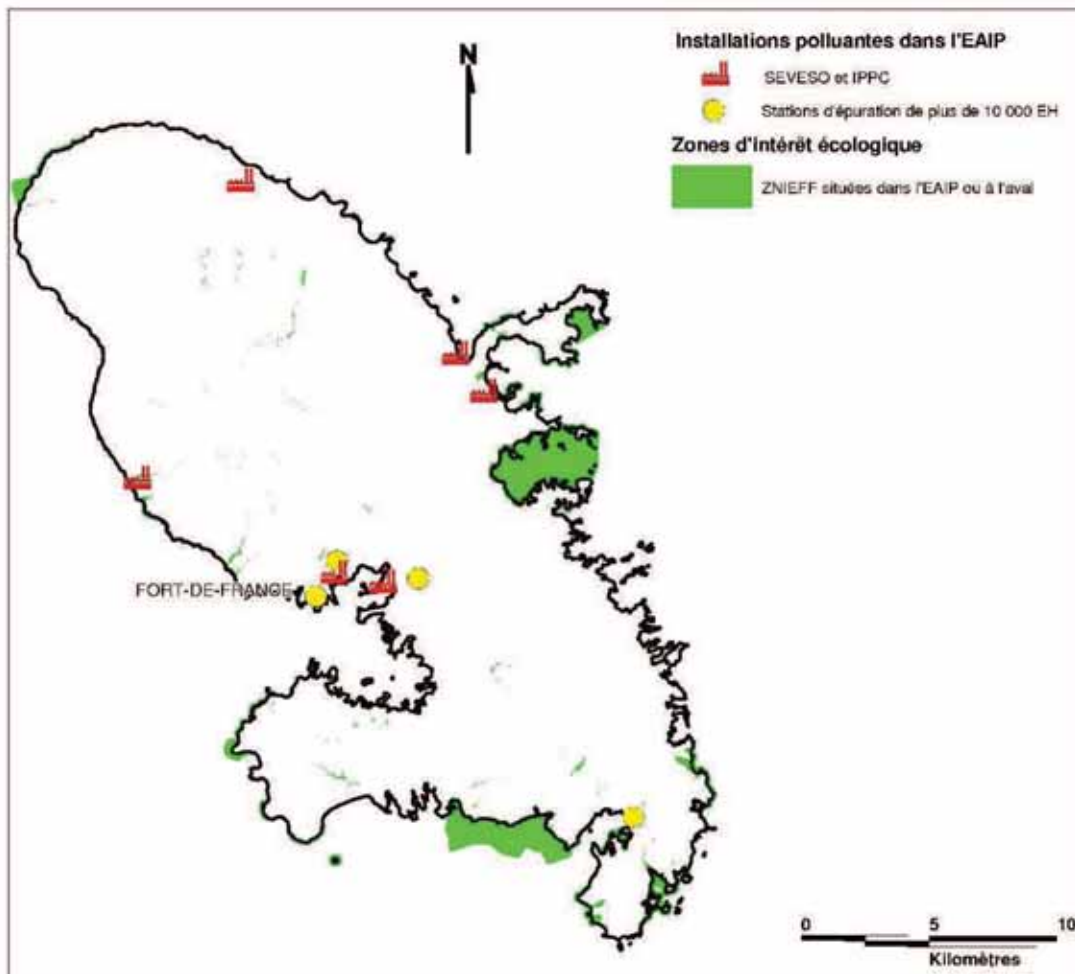 Installations polluantes dans l'EAIP
N
SEVESO et IPPC
Stations d'épuration de plus de 10 000 EH
Zones d'intérêt écologique
ZNIEFF situées dans l'EAIP ou à l'aval
FORT-DE-FRANCE
0 5 10
Kilomètres